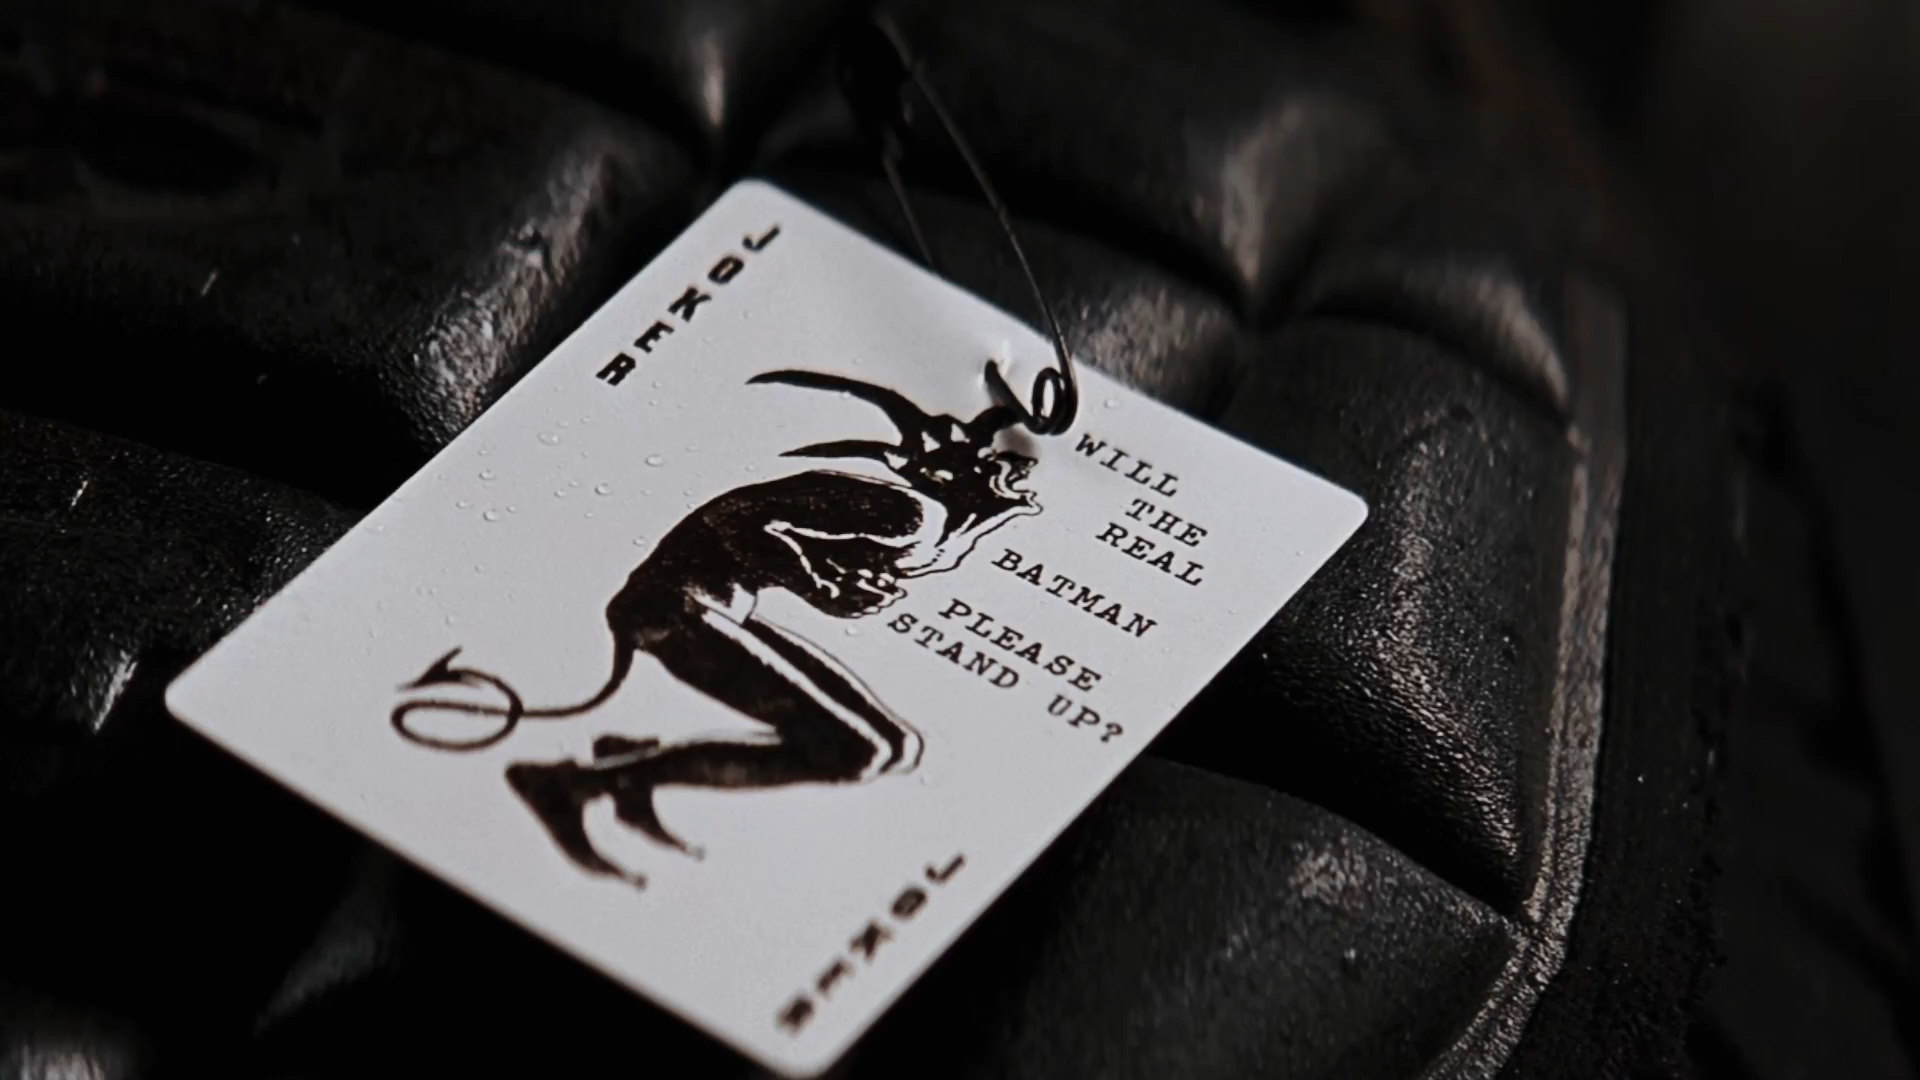 JOKER
WILL
THE
REAL
BATMAN
PLEASE
STAND UP?
JOKER